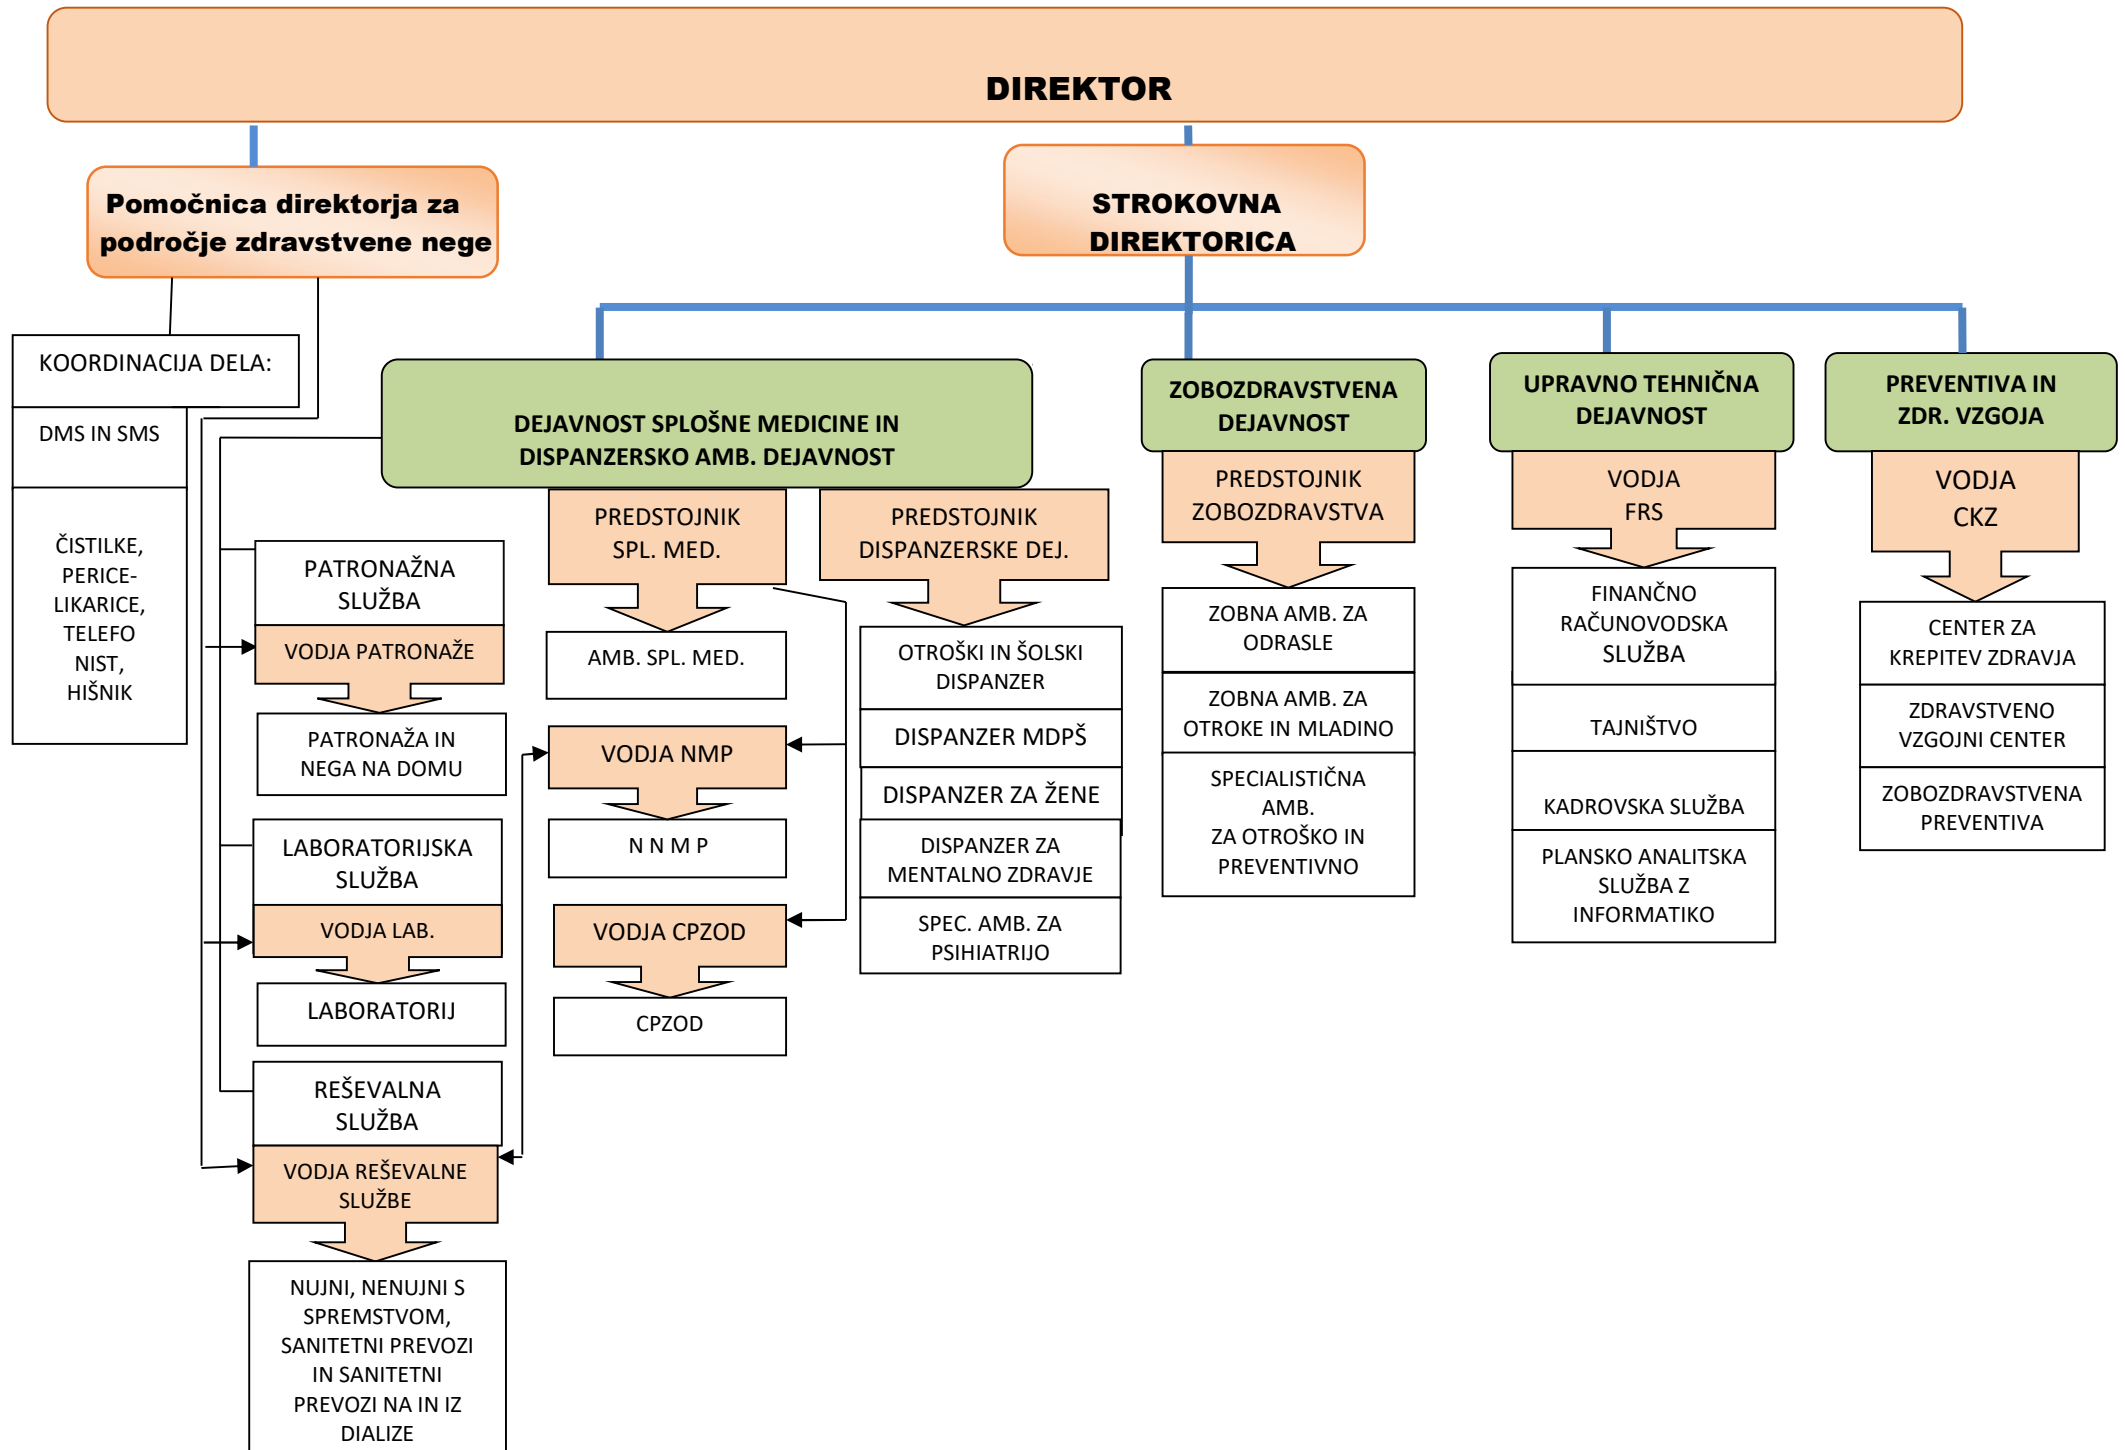 DIREKTOR
Pomočnica direktorja za
področje zdravstvene nege
STROKOVNA
DIREKTORICA
KOORDINACIJA DELA:
DMS IN SMS
ČISTILKE,
PERICE-
LIKARICE,
TELEFO
NIST,
HIŠNIK
DEJAVNOST SPLOŠNE MEDICINE IN
DISPANZERSKO AMB. DEJAVNOST
PATRONAŽNA
SLUŽBA
VODJA PATRONAŽE
PATRONAŽA IN
NEGA NA DOMU
LABORATORIJSKA
SLUŽBA
VODJA LAB.
LABORATORIJ
REŠEVALNA
SLUŽBA
VODJA REŠEVALNE
SLUŽBE
NUJNI, NENUJNI S
SPREMSTVOM,
SANITETNI PREVOZI
IN SANITETNI
PREVOZI NA IN IZ
DIALIZE
PREDSTOJNIK
SPL. MED.
AMB. SPL. MED.
VODJA NMP
N N M P
VODJA CPZOD
CPZOD
PREDSTOJNIK
DISPANZERSKE DEJ.
OTROŠKI IN ŠOLSKI
DISPANZER
DISPANZER MDPŠ
DISPANZER ZA ŽENE
DISPANZER ZA
MENTALNO ZDRAVJE
SPEC. AMB. ZA
PSIHIATRIJO
ZOBOZDRAVSTVENA
DEJAVNOST
PREDSTOJNIK
ZOBOZDRAVSTVA
ZOBNA AMB. ZA
ODRASLE
ZOBNA AMB. ZA
OTROKE IN MLADINO
SPECIALISTIČNA
AMB.
ZA OTROŠKO IN
PREVENTIVNO
UPRAVNO TEHNIČNA
DEJAVNOST
VODJA
FRS
FINANČNO
RAČUNOVODSKA
SLUŽBA
TAJNIŠTVO
KADROVSKA SLUŽBA
PLANSKO ANALITSKA
SLUŽBA Z
INFORMATIKO
PREVENTIVA IN
ZDR. VZGOJA
VODJA
CKZ
CENTER ZA
KREPITEV ZDRAVJA
ZDRAVSTVENO
VZGOJNI CENTER
ZOBOZDRAVSTVENA
PREVENTIVA